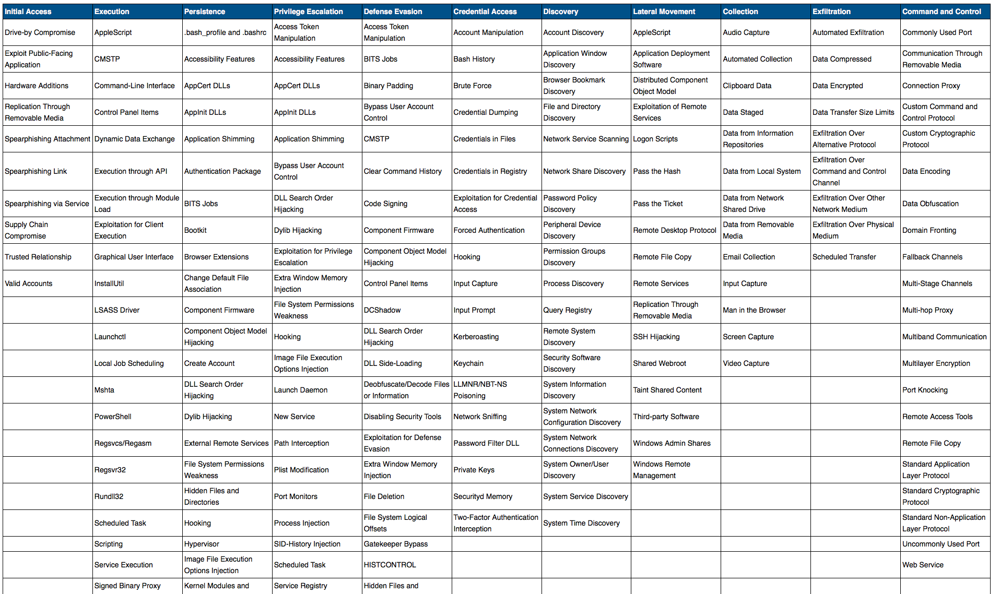 Initial Access Execution Persistence Privilege Escalation Defense Evasion Credential Access Discovery Lateral Movement Collection Exfiltration Command and Control
Drive-by Compromise AppleScript .bash_profile and .bashrc Access Token Manipulation Access Token Manipulation Account Manipulation Account Discovery AppleScript Audio Capture Automated Exfiltration Commonly Used Port
Exploit Public-Facing Application CMSTP Accessibility Features Accessibility Features BITS Jobs Bash History Application Window Discovery Application Deployment Software Automated Collection Data Compressed Communication Through Removable Media
Hardware Additions Command-Line Interface AppCert DLLs AppCert DLLs Binary Padding Brute Force Browser Bookmark Discovery Distributed Component Object Model Clipboard Data Data Encrypted Connection Proxy
Replication Through Removable Media Control Panel Items AppInit DLLs AppInit DLLs Bypass User Account Control Credential Dumping File and Directory Discovery Exploitation of Remote Services Data Staged Data Transfer Size Limits Custom Command and Control Protocol
Spearphishing Attachment Dynamic Data Exchange Application Shimming Application Shimming CMSTP Credentials in Files Network Service Scanning Logon Scripts Data from Information Repositories Exfiltration Over Alternative Protocol Custom Cryptographic Protocol
Spearphishing Link Execution through API Authentication Package Bypass User Account Control Clear Command History Credentials in Registry Network Share Discovery Pass the Hash Data from Local System Exfiltration Over Command and Control Channel Data Encoding
Spearphishing via Service Execution through Module Load BITS Jobs DLL Search Order Hijacking Code Signing Exploitation for Credential Access Password Policy Discovery Pass the Ticket Data from Network Shared Drive Exfiltration Over Other Network Medium Data Obfuscation
Supply Chain Compromise Exploitation for Client Execution Bootkit Dylib Hijacking Component Firmware Forced Authentication Peripheral Device Discovery Remote Desktop Protocol Data from Removable Media Exfiltration Over Physical Medium Domain Fronting
Trusted Relationship Graphical User Interface Browser Extensions Exploitation for Privilege Escalation Component Object Model Hijacking Hooking Permission Groups Discovery Remote File Copy Email Collection Scheduled Transfer Fallback Channels
Valid Accounts InstallUtil Change Default File Association Extra Window Memory Injection Control Panel Items Input Capture Process Discovery Remote Services Input Capture Multi-Stage Channels
LSASS Driver Component Firmware File System Permissions Weakness DCShadow Input Prompt Query Registry Replication Through Removable Media Man in the Browser Multi-hop Proxy
Launchctl Component Object Model Hijacking Hooking DLL Search Order Hijacking Kerberoasting Remote System Discovery SSH Hijacking Screen Capture Multiband Communication
Local Job Scheduling Create Account Image File Execution Options Injection DLL Side-Loading Keychain Security Software Discovery Shared Webroot Video Capture Multilayer Encryption
Mshta DLL Search Order Hijacking Launch Daemon Deobfuscate/Decode Files or Information LLMNR/NBT-NS Poisoning System Information Discovery Taint Shared Content Port Knocking
PowerShell Dylib Hijacking New Service Disabling Security Tools Network Sniffing System Network Configuration Discovery Third-party Software Remote Access Tools
Regsvcs/Regasm External Remote Services Path Interception Exploitation for Defense Evasion Password Filter DLL System Network Connections Discovery Windows Admin Shares Remote File Copy
Regsvr32 File System Permissions Weakness Plist Modification Extra Window Memory Injection Private Keys System Owner/User Discovery Windows Remote Management Standard Application Layer Protocol
Rundll32 Hidden Files and Directories Port Monitors File Deletion Securityd Memory System Service Discovery Standard Cryptographic Protocol
Scheduled Task Hooking Process Injection File System Logical Offsets Two-Factor Authentication Interception System Time Discovery Standard Non-Application Layer Protocol
Scripting Hypervisor SID-History Injection Gatekeeper Bypass Uncommonly Used Port
Service Execution Image File Execution Options Injection Scheduled Task HISTCONTROL Web Service
Signed Binary Proxy Kernel Modules and Service Registry Hidden Files and